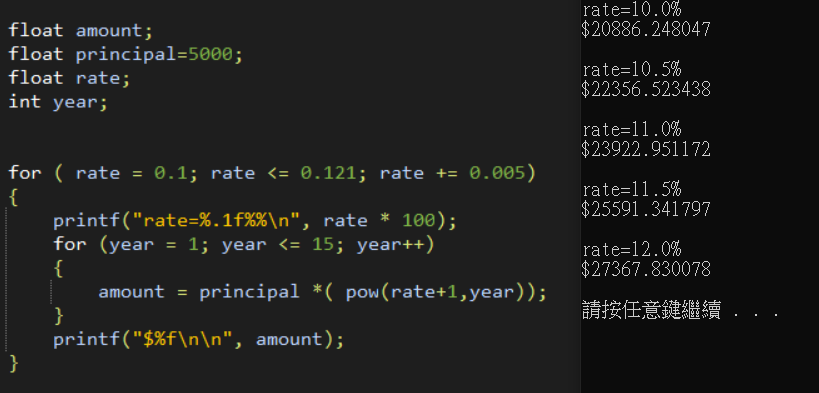 float amount;
float principal=5000;
float rate;
int year;
for ( rate = 0.1; rate <= 0.121; rate += 0.005)
{
printf("rate=%.1f%%\n", rate * 100);
for (year = 1; year <= 15; year++)
{
amount = principal *( pow(rate+1,year));
}
printf("$%f\n\n", amount);
}
rate=10.0%
$20886.248047
rate=10.5%
$22356.523438
rate=11.0%
$23922.951172
rate=11.5%
$25591.341797
rate=12.0%
$27367.830078
請按任意鍵繼續 . . .